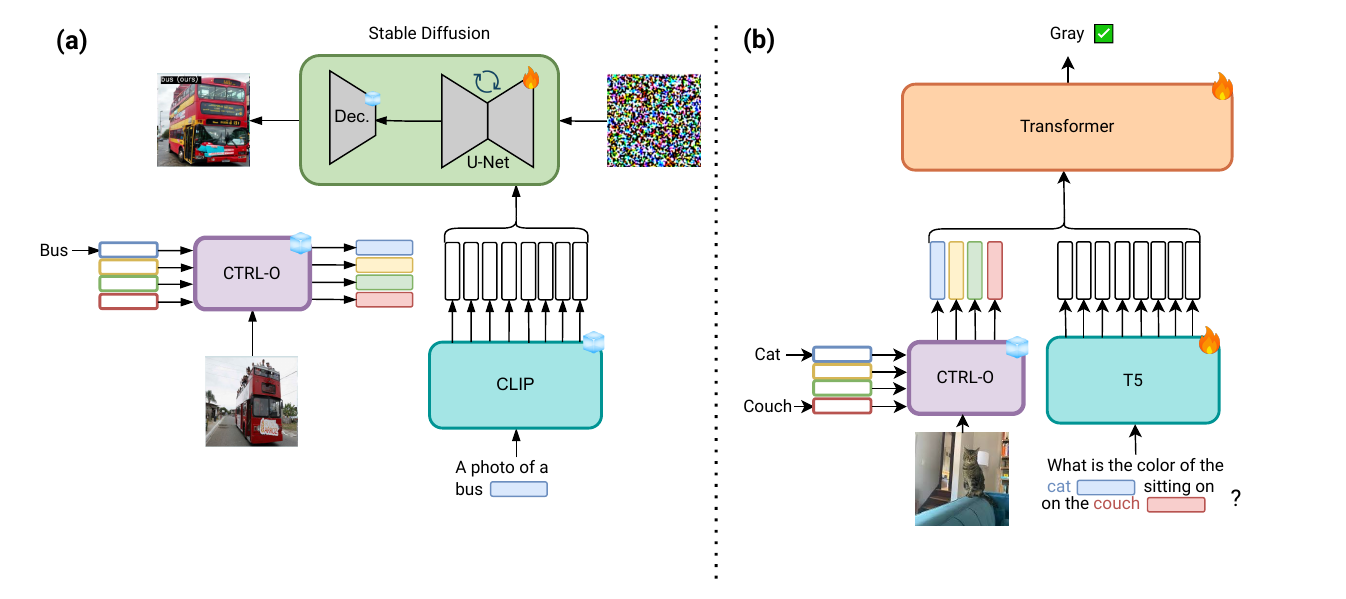 (a)
Stable Diffusion
bus (ours)
Dec.
U-Net
Bus
CTRL-O
CLIP
A photo of a
bus
(b)
Gray
Transformer
Cat
Couch
CTRL-O
T5
What is the color of the
cat sitting on
on the couch ?